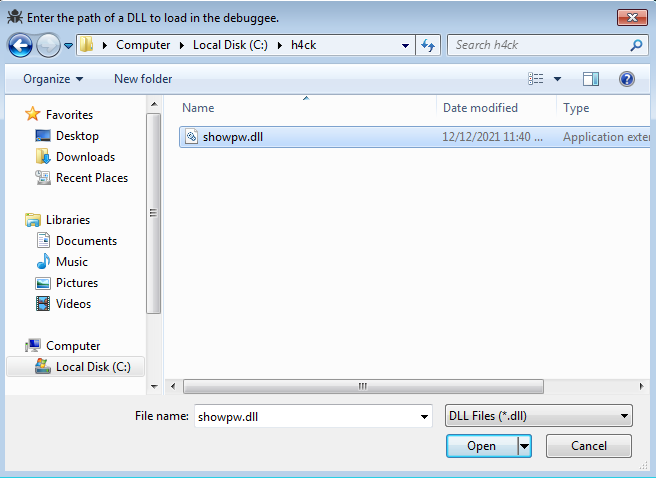 Enter the path of a DLL to load in the debuggee.
Computer Local Disk (C:) h4ck Search h4ck
Organize New folder
Name Date modified Type
showpw.dll 12/12/2021 11:40 ... Application exte
Favorites
Desktop
Downloads
Recent Places
Libraries
Documents
Music
Pictures
Videos
Computer
Local Disk (C:)
File name: showpw.dll DLL Files (*.dll)
Open Cancel